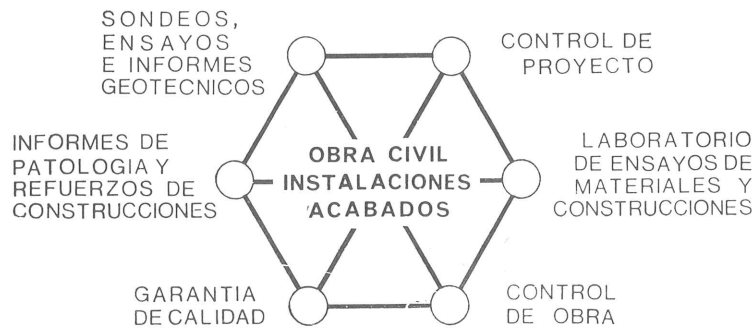 SONDEOS,
ENSAYOS
E INFORMES
GEOTECNICOS
CONTROL DE
PROYECTO
INFORMES DE
PATOLOGIA Y
REFUERZOS DE
CONSTRUCCIONES
OBRA CIVIL
INSTALACIONES
ACABADOS
LABORATORIO
DE ENSAYOS DE
MATERIALES Y
CONSTRUCCIONES
GARANTIA
DE CALIDAD
CONTROL
DE OBRA